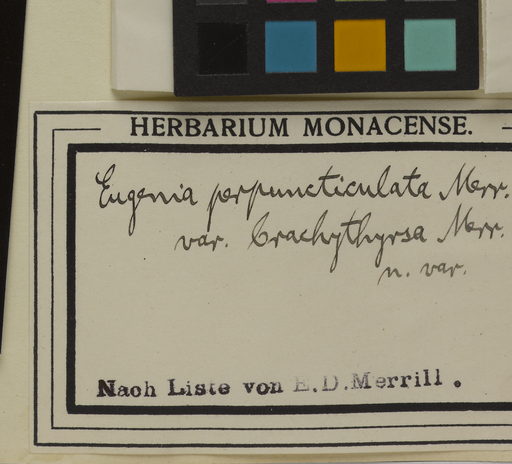 HERBARIUM MONACENSE.
Eugenia perpuncticulata Merr.
var. brachythyrsa Merr.
n. var.
Nach Liste von E.D.Merrill.